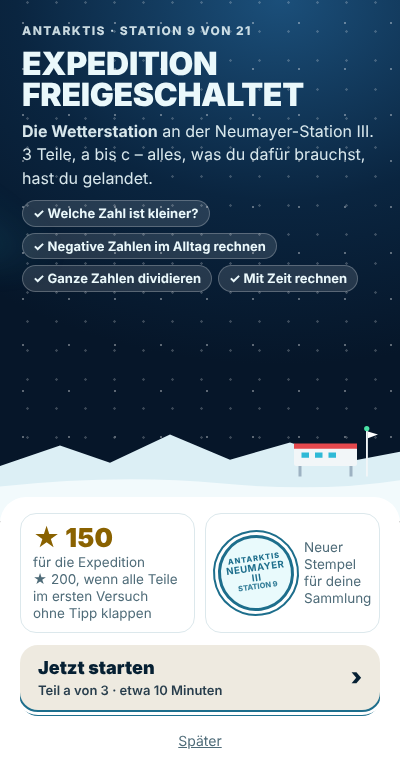 ANTARKTIS · STATION 9 VON 21
EXPEDITION
FREIGESCHALTET
Die Wetterstation an der Neumayer-Station III.
3 Teile, a bis c – alles, was du dafür brauchst,
hast du gelandet.
✓ Welche Zahl ist kleiner?
✓ Negative Zahlen im Alltag rechnen
✓ Ganze Zahlen dividieren ✓ Mit Zeit rechnen
★ 150
für die Expedition
★ 200, wenn alle Teile
im ersten Versuch
ohne Tipp klappen
ANTARKTIS
NEUMAYER
III
STATION 9
Neuer
Stempel
für deine
Sammlung
Jetzt starten
Teil a von 3 · etwa 10 Minuten
›
Später